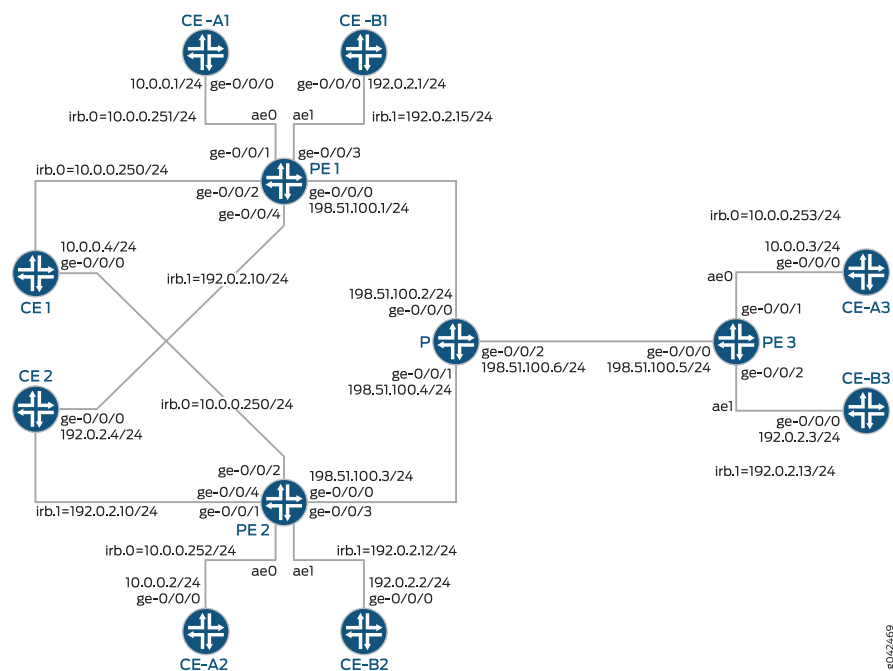 CE-A1
CE-B1
10.0.0.1/24
ge-0/0/0
ge-0/0/0
192.0.2.1/24
irb.0=10.0.0.251/24
ae0
ae1
irb.1=192.0.2.15/24
ge-0/0/1
ge-0/0/3
irb.0=10.0.0.250/24
PE 1
ge-0/0/2
ge-0/0/0
ge-0/0/4
198.51.100.1/24
10.0.0.4/24
ge-0/0/0
CE 1
irb.1=192.0.2.10/24
198.51.100.2/24
ge-0/0/0
irb.0=10.0.0.253/24
10.0.0.3/24
ge-0/0/0
ae0
CE-A3
ge-0/0/1
P
PE 3
ge-0/0/2
198.51.100.6/24
ge-0/0/0
198.51.100.5/24
ge-0/0/1
198.51.100.4/24
ge-0/0/2
CE 2
CE-B3
ae1
ge-0/0/0
192.0.2.3/24
irb.1=192.0.2.13/24
ge-0/0/0
192.0.2.4/24
irb.0=10.0.0.250/24
ge-0/0/2
198.51.100.3/24
ge-0/0/4
ge-0/0/0
irb.1=192.0.2.10/24
ge-0/0/1
ge-0/0/3
PE 2
irb.0=10.0.0.252/24
irb.1=192.0.2.12/24
ae0
ae1
10.0.0.2/24
ge-0/0/0
192.0.2.2/24
ge-0/0/0
CE-A2
CE-B2
g042469